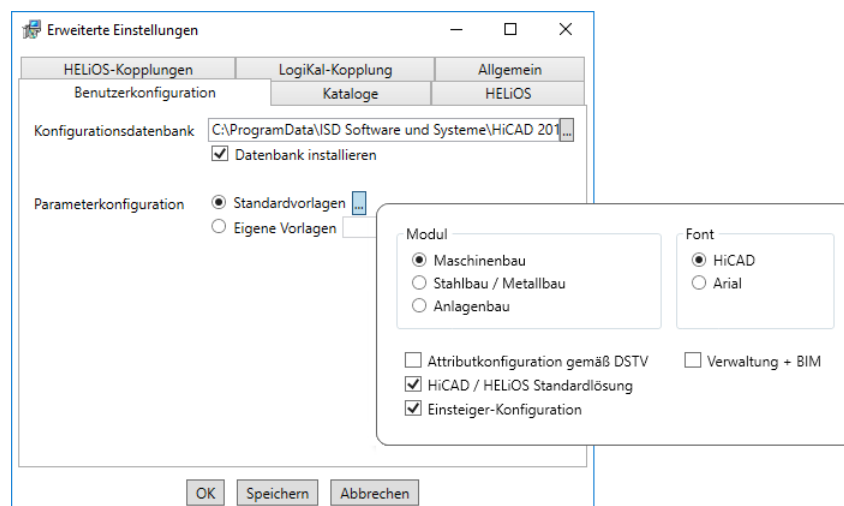 Erweiterte Einstellungen
HELiOS-Kopplungen LogiKal-Kopplung Allgemein
Benutzerkonfiguration Kataloge HELiOS
Konfigurationsdatenbank C:\ProgramData\ISD Software und Systeme\HiCAD 201 ...
Datenbank installieren
Parameterkonfiguration Standardvorlagen ...
Eigene Vorlagen
Modul Font
Maschinenbau HiCAD
Stahlbau / Metallbau Arial
Anlagenbau
Attributkonfiguration gemäß DSTV Verwaltung + BIM
HiCAD / HELiOS Standardlösung
Einsteiger-Konfiguration
OK Speichern Abbrechen